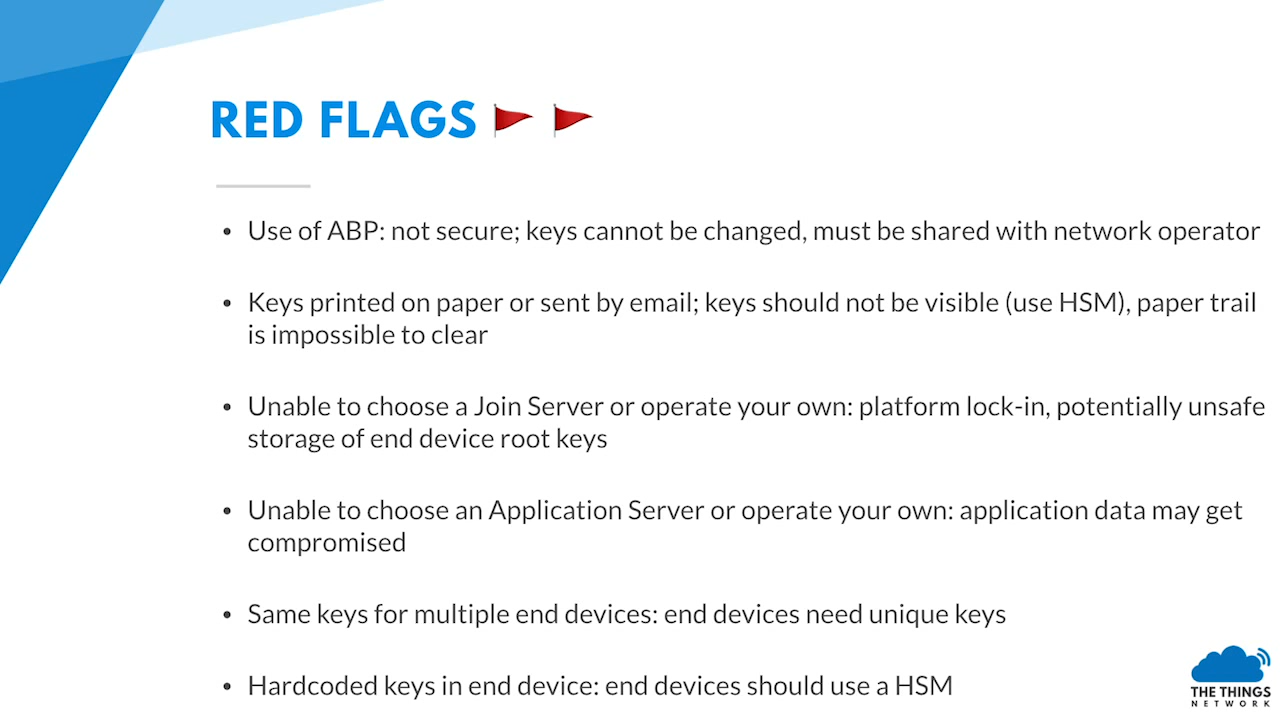 RED FLAGS 🚩 🚩
• Use of ABP: not secure; keys cannot be changed, must be shared with network operator
• Keys printed on paper or sent by email; keys should not be visible (use HSM), paper trail
is impossible to clear
• Unable to choose a Join Server or operate your own: platform lock-in, potentially unsafe
storage of end device root keys
• Unable to choose an Application Server or operate your own: application data may get
compromised
• Same keys for multiple end devices: end devices need unique keys
• Hardcoded keys in end device: end devices should use a HSM
THE THINGS
NETWORK